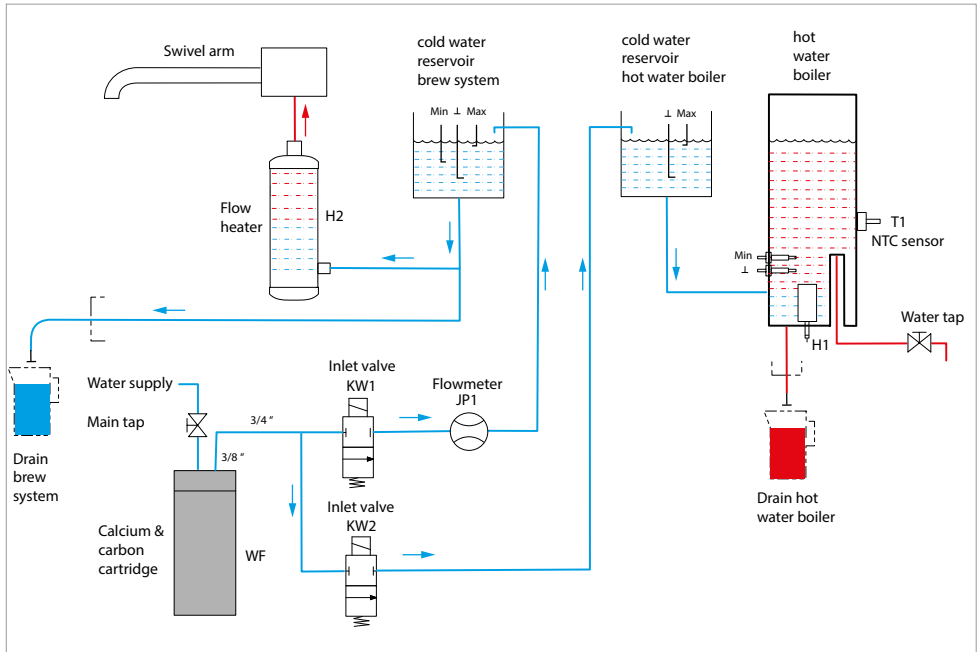 Swivel arm
cold water
reservoir
brew system
Min ⊥ Max
cold water
reservoir
hot water boiler
⊥ Max
hot
water
boiler
Flow
heater
H2
T1
NTC sensor
Min
⊥
H1
Water tap
Water supply
Main tap
3/4 "
3/8 "
Inlet valve
KW1
Flowmeter
JP1
Drain
brew
system
Calcium &
carbon
cartridge
WF
Inlet valve
KW2
Drain hot
water boiler